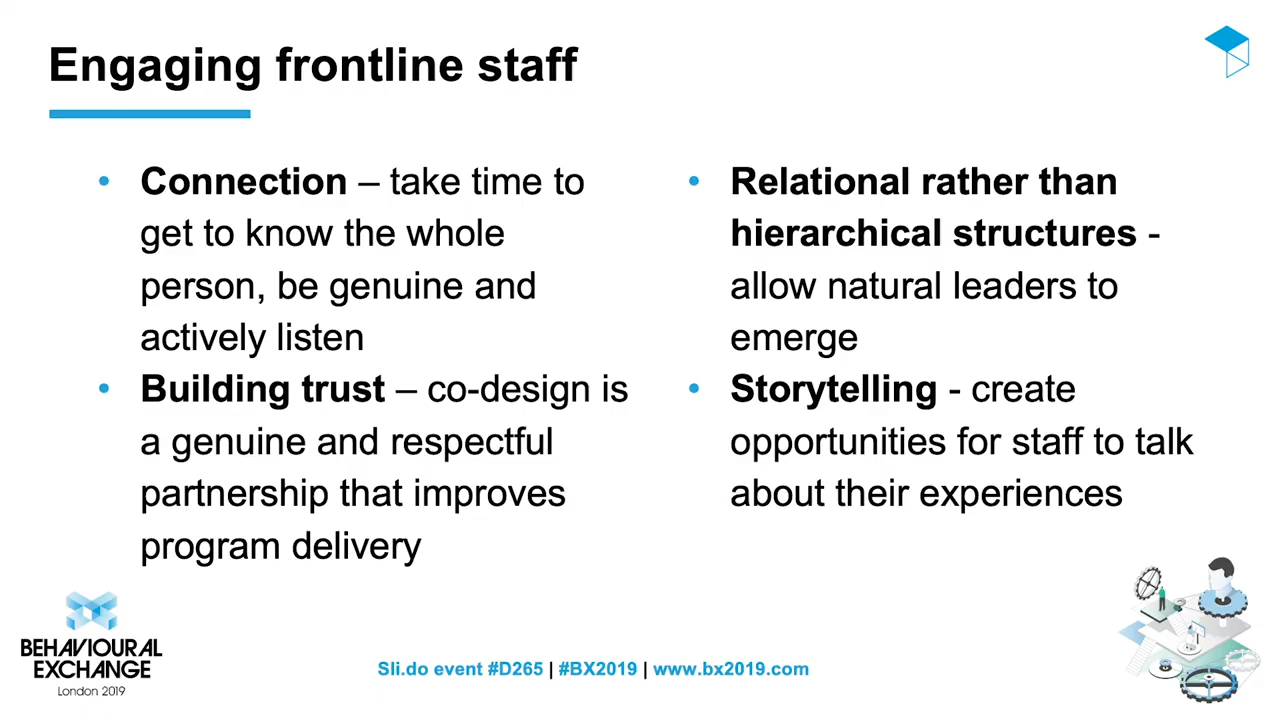 Engaging frontline staff
• Connection – take time to
get to know the whole
person, be genuine and
actively listen
• Building trust – co-design is
a genuine and respectful
partnership that improves
program delivery
• Relational rather than
hierarchical structures -
allow natural leaders to
emerge
• Storytelling - create
opportunities for staff to talk
about their experiences
BEHAVIOURAL
EXCHANGE
London 2019
Sli.do event #D265 | #BX2019 | www.bx2019.com